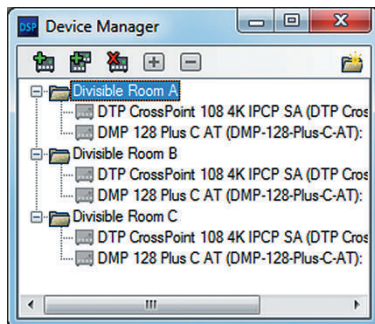 DSP Device Manager
Divisible Room A
DTP CrossPoint 108 4K IPCP SA (DTP Cros
DMP 128 Plus C AT (DMP-128-Plus-C-AT):
Divisible Room B
DTP CrossPoint 108 4K IPCP SA (DTP Cros
DMP 128 Plus C AT (DMP-128-Plus-C-AT):
Divisible Room C
DTP CrossPoint 108 4K IPCP SA (DTP Cros
DMP 128 Plus C AT (DMP-128-Plus-C-AT):